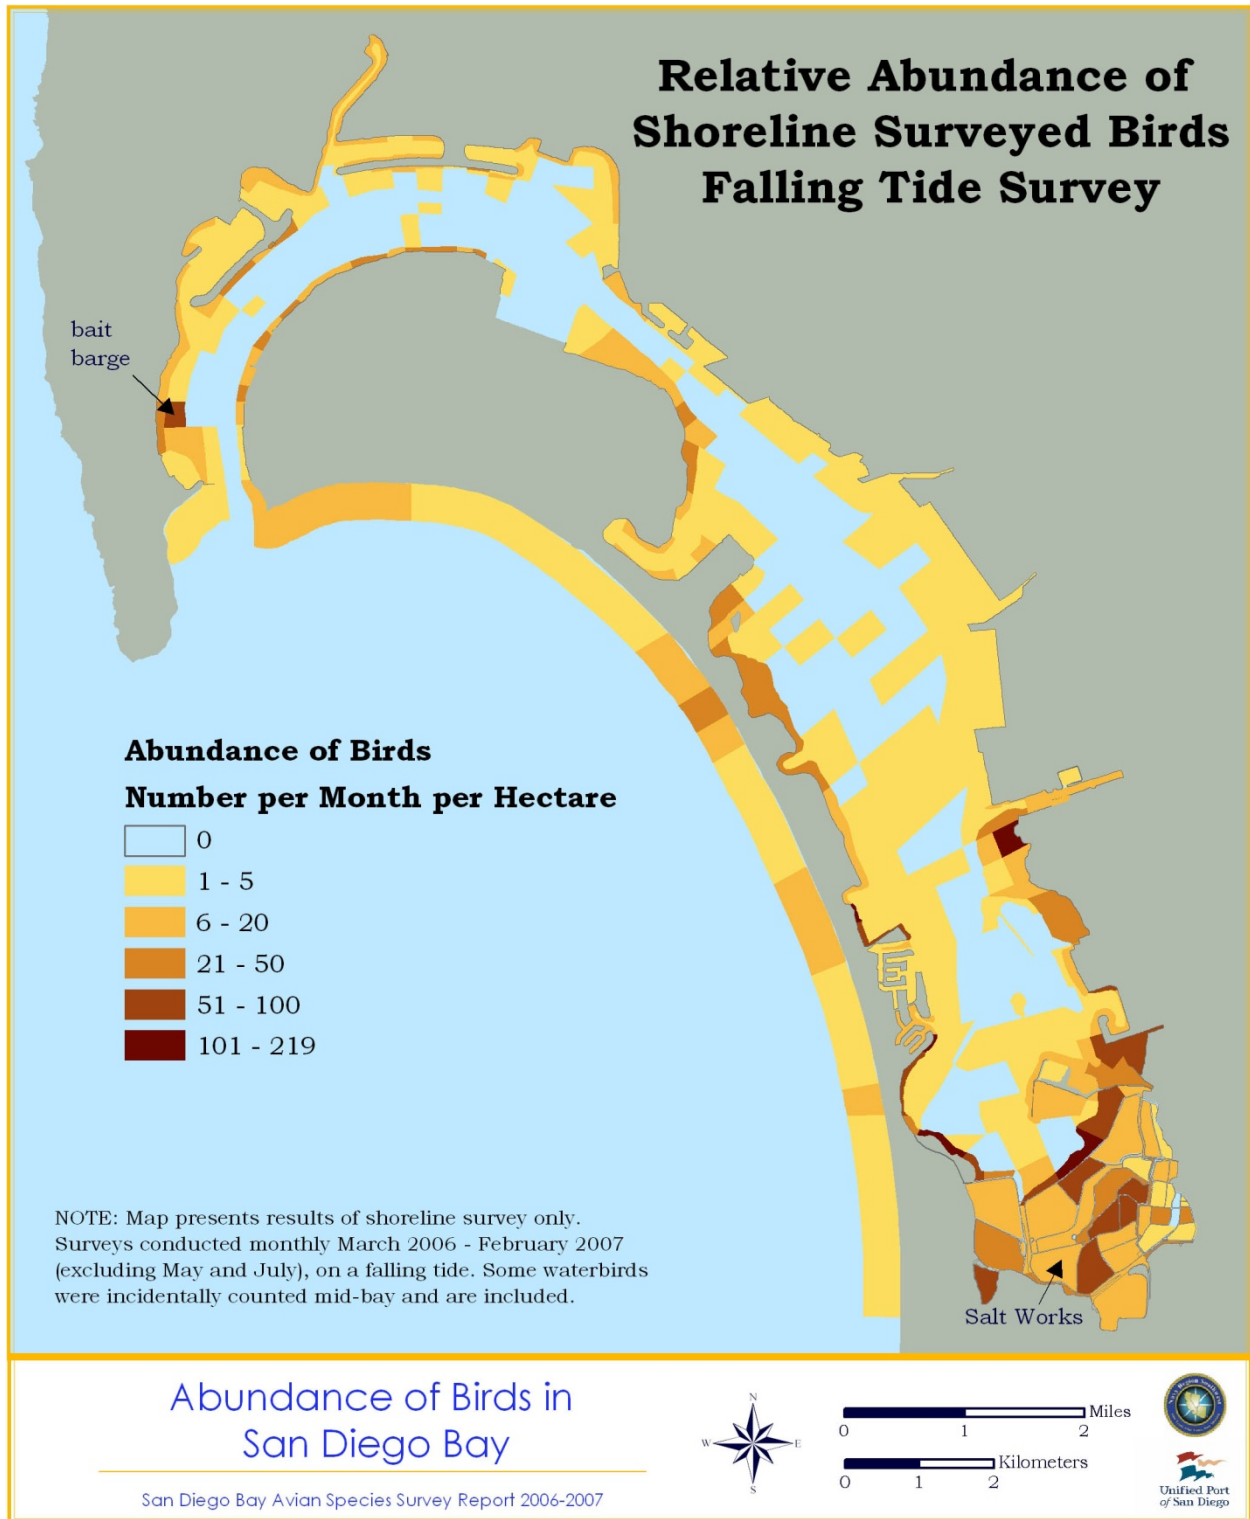 Relative Abundance of
Shoreline Surveyed Birds
Falling Tide Survey
bait
barge
Abundance of Birds
Number per Month per Hectare
0
1 - 5
6 - 20
21 - 50
51 - 100
101 - 219
NOTE: Map presents results of shoreline survey only.
Surveys conducted monthly March 2006 - February 2007
(excluding May and July), on a falling tide. Some waterbirds
were incidentally counted mid-bay and are included.
Salt Works
Abundance of Birds in
San Diego Bay
San Diego Bay Avian Species Survey Report 2006-2007
N
W
E
S
Miles
0 1 2
Kilometers
0 1 2
Navy Region Southwest
Unified Port
of San Diego